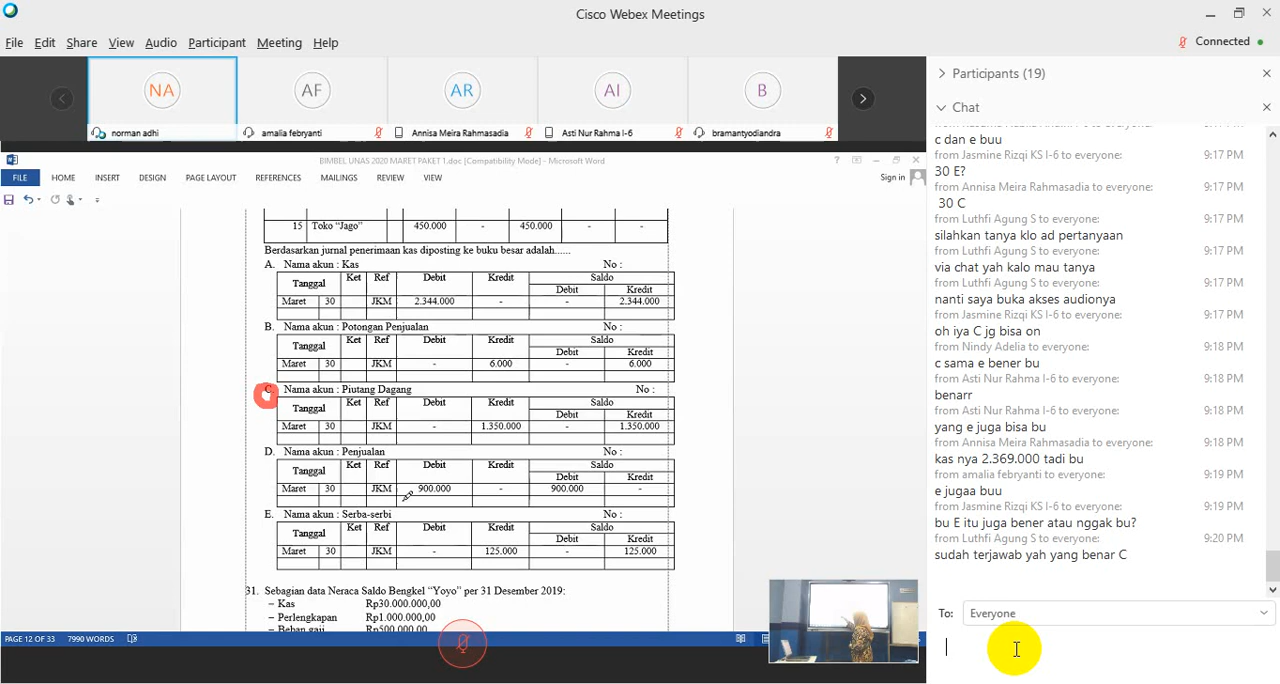 Cisco Webex Meetings
File Edit Share View Audio Participant Meeting Help
Connected
NA AF AR AI B
norman adhi amalia febryanti Annisa Meira Rahmasadia Asti Nur Rahma I-6 bramantyodiandra
BIMBEL UNAS 2020 MARET PAKET 1.doc [Compatibility Mode] - Microsoft Word
FILE HOME INSERT DESIGN PAGE LAYOUT REFERENCES MAILINGS REVIEW VIEW Sign in
15 Toko “Jago” 450.000 - 450.000 - -
Berdasarkan jurnal penerimaan kas diposting ke buku besar adalah......
A. Nama akun : Kas No :
Tanggal Ket Ref Debit Kredit Saldo
Debit Kredit
Maret 30 JKM 2.344.000 - - 2.344.000
B. Nama akun : Potongan Penjualan No :
Tanggal Ket Ref Debit Kredit Saldo
Debit Kredit
Maret 30 JKM - 6.000 - 6.000
C. Nama akun : Piutang Dagang No :
Tanggal Ket Ref Debit Kredit Saldo
Debit Kredit
Maret 30 JKM - 1.350.000 - 1.350.000
D. Nama akun : Penjualan No :
Tanggal Ket Ref Debit Kredit Saldo
Debit Kredit
Maret 30 JKM 900.000 - 900.000 -
E. Nama akun : Serba-serbi No :
Tanggal Ket Ref Debit Kredit Saldo
Debit Kredit
Maret 30 JKM - 125.000 - 125.000
31. Sebagian data Neraca Saldo Bengkel “Yoyo” per 31 Desember 2019:
– Kas Rp30.000.000,00
– Perlengkapan Rp1.000.000,00
– Beban gaji Rp500.000,00
PAGE 12 OF 33 7990 WORDS
Participants (19)
Chat
c dan e buu
from Jasmine Rizqi KS I-6 to everyone: 9:17 PM
30 E?
from Annisa Meira Rahmasadia to everyone: 9:17 PM
30 C
from Luthfi Agung S to everyone: 9:17 PM
silahkan tanya klo ad pertanyaan
from Luthfi Agung S to everyone: 9:17 PM
via chat yah kalo mau tanya
from Luthfi Agung S to everyone: 9:17 PM
nanti saya buka akses audionya
from Jasmine Rizqi KS I-6 to everyone: 9:17 PM
oh iya C jg bisa on
from Nindy Adelia to everyone: 9:18 PM
c sama e bener bu
from Asti Nur Rahma I-6 to everyone: 9:18 PM
benarr
from Asti Nur Rahma I-6 to everyone: 9:18 PM
yang e juga bisa bu
from Annisa Meira Rahmasadia to everyone: 9:18 PM
kas nya 2.369.000 tadi bu
from amalia febryanti to everyone: 9:19 PM
e jugaa buu
from Jasmine Rizqi KS I-6 to everyone: 9:19 PM
bu E itu juga bener atau nggak bu?
from Luthfi Agung S to everyone: 9:20 PM
sudah terjawab yah yang benar C
To: Everyone